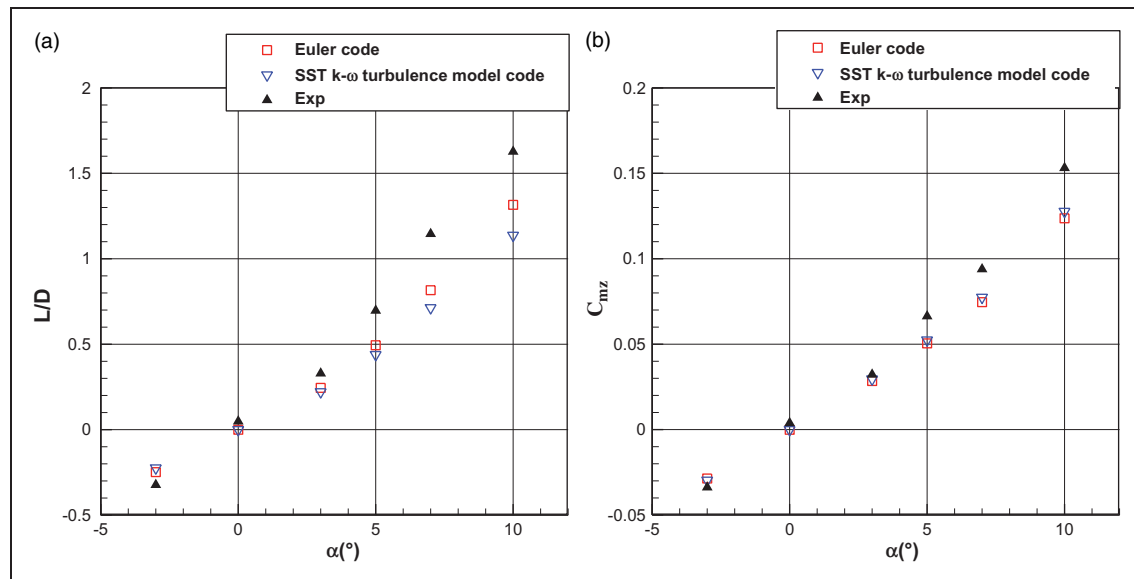 (a)
Euler code
SST k-ω turbulence model code
Exp
2
1.5
1
0.5
0
-0.5
-5
0
5
10
L/D
α(°)
(b)
Euler code
SST k-ω turbulence model code
Exp
0.2
0.15
0.1
0.05
0
-0.05
-5
0
5
10
Cmz
α(°)